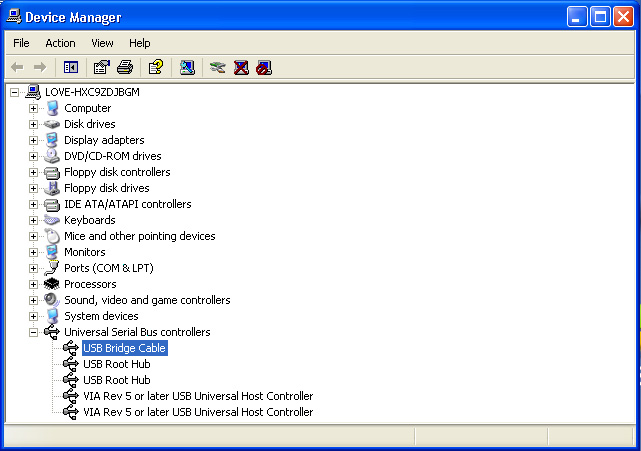 Device Manager
File Action View Help
LOVE-HXC9ZDJBGM
Computer
Disk drives
Display adapters
DVD/CD-ROM drives
Floppy disk controllers
Floppy disk drives
IDE ATA/ATAPI controllers
Keyboards
Mice and other pointing devices
Monitors
Ports (COM & LPT)
Processors
Sound, video and game controllers
System devices
Universal Serial Bus controllers
USB Bridge Cable
USB Root Hub
USB Root Hub
VIA Rev 5 or later USB Universal Host Controller
VIA Rev 5 or later USB Universal Host Controller